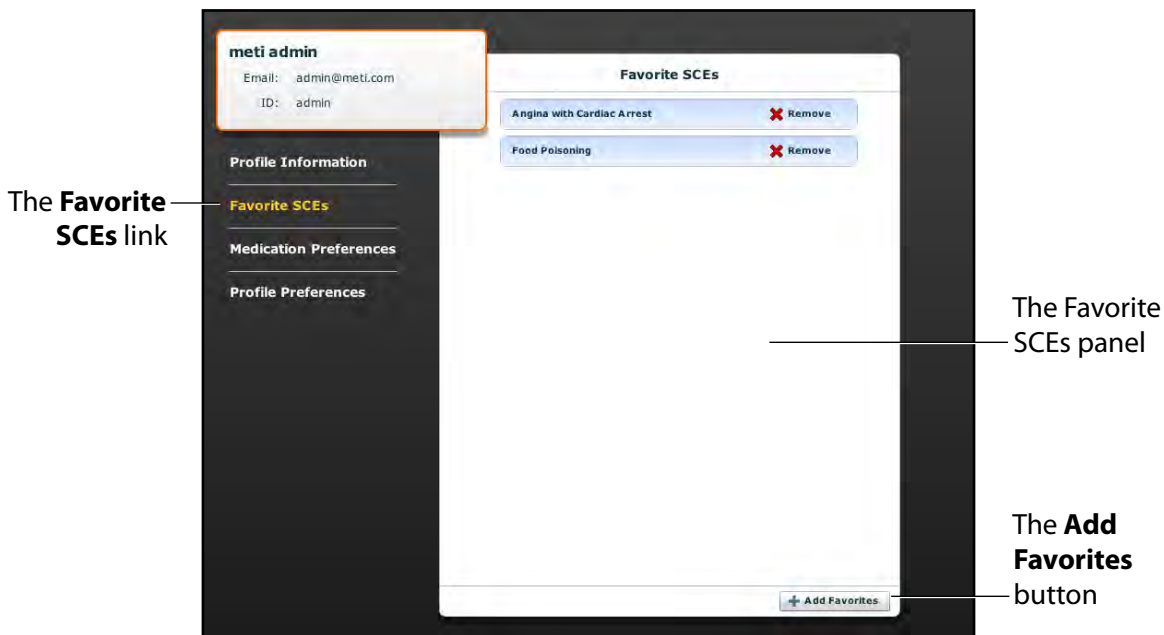 meti admin
Email: admin@meti.com
ID: admin
Profile Information
Favorite SCEs
Medication Preferences
Profile Preferences
Favorite SCEs
Angina with Cardiac Arrest Remove
Food Poisoning Remove
Add Favorites
The Favorite
SCEs link
The Favorite
SCEs panel
The Add
Favorites
button